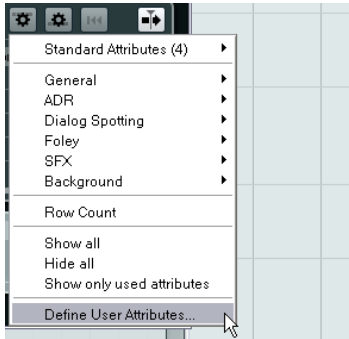 Standard Attributes (4)
General
ADR
Dialog Spotting
Foley
SFX
Background
Row Count
Show all
Hide all
Show only used attributes
Define User Attributes...